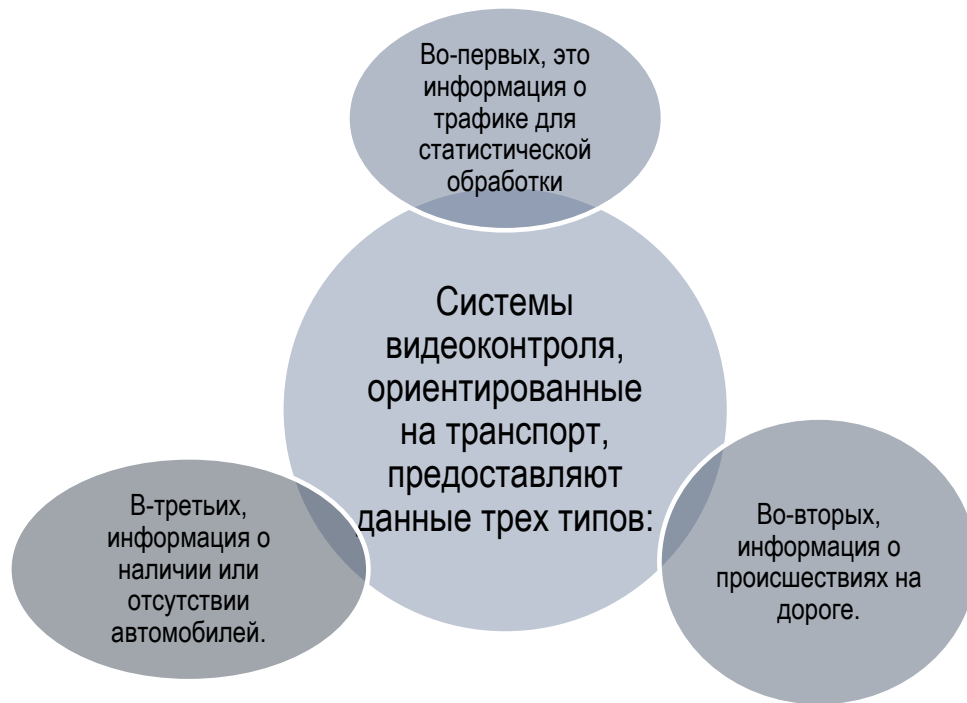 Во-первых, это
информация о
трафике для
статистической
обработки
Системы
видеоконтроля,
ориентированные
на транспорт,
предоставляют
данные трех типов:
Во-вторых,
информация о
происшествиях на
дороге.
В-третьих,
информация о
наличии или
отсутствии
автомобилей.